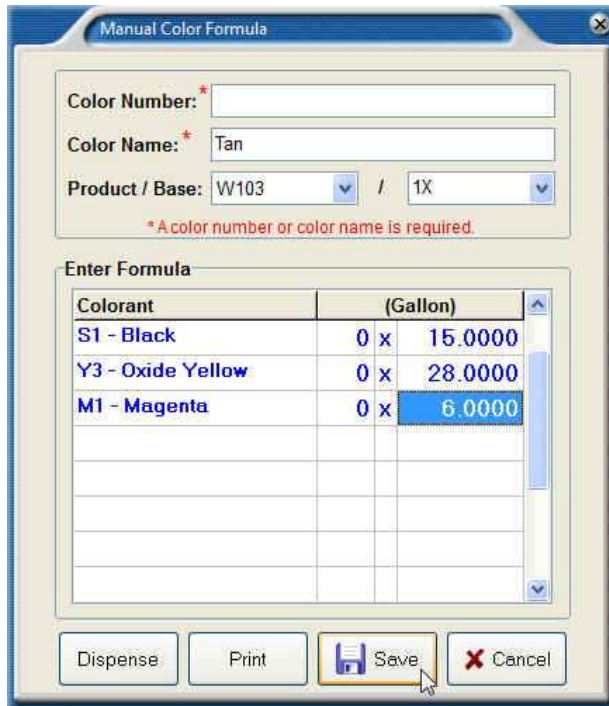 Manual Color Formula
Color Number:*
Color Name:* Tan
Product / Base: W103 / 1X
* A color number or color name is required.
Enter Formula
Colorant (Gallon)
S1 - Black 0 x 15.0000
Y3 - Oxide Yellow 0 x 28.0000
M1 - Magenta 0 x 6.0000
Dispense Print Save Cancel